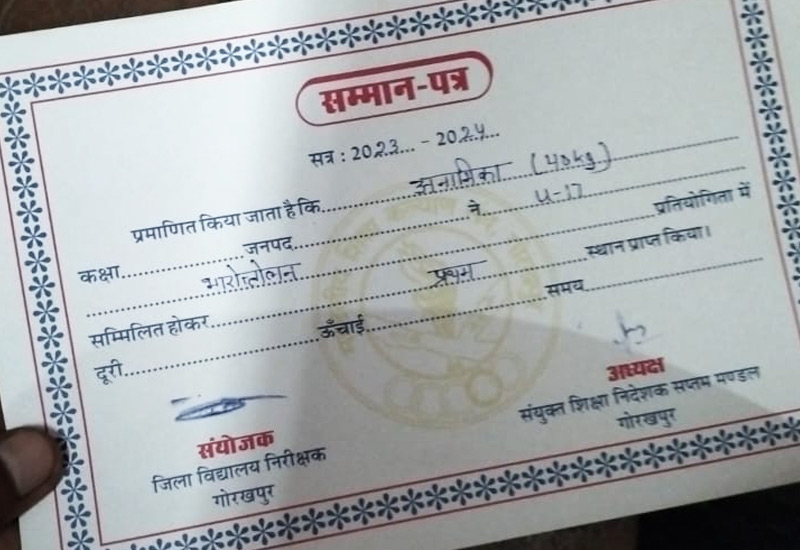 सम्मान-पत्र
सत्र : 2023... - 2024...
प्रमाणित किया जाता है कि.......अनामिका (40kg)
कक्षा..................जनपद..................ने.......U-17
.......भारोत्तोलन.......प्रतियोगिता में
सम्मिलित होकर.......प्रथम.......स्थान प्राप्त किया।
दूरी..................ऊँचाई..................समय..................
संयोजक
जिला विद्यालय निरीक्षक
गोरखपुर
अध्यक्ष
संयुक्त शिक्षा निदेशक सप्तम मण्डल
गोरखपुर